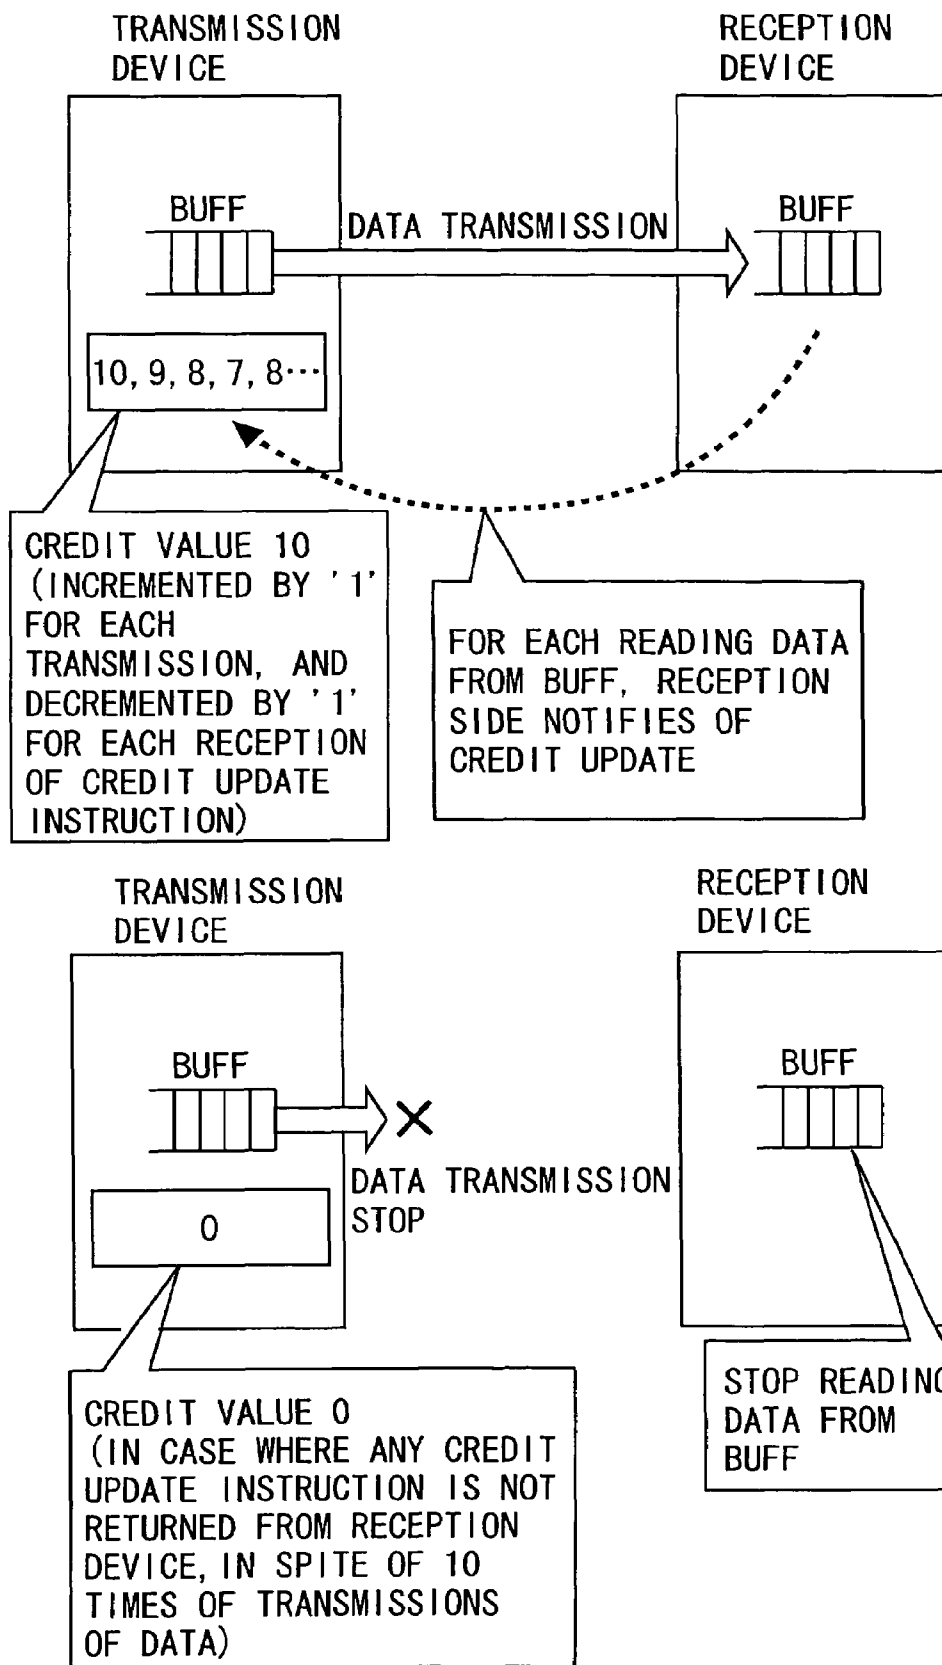 TRANSMISSION
DEVICE
RECEPTION
DEVICE
BUFF
DATA TRANSMISSION
BUFF
10, 9, 8, 7, 8···
CREDIT VALUE 10
(INCREMENTED BY '1'
FOR EACH
TRANSMISSION, AND
DECREMENTED BY '1'
FOR EACH RECEPTION
OF CREDIT UPDATE
INSTRUCTION)
FOR EACH READING DATA
FROM BUFF, RECEPTION
SIDE NOTIFIES OF
CREDIT UPDATE
TRANSMISSION
DEVICE
RECEPTION
DEVICE
BUFF
BUFF
DATA TRANSMISSION
STOP
0
CREDIT VALUE 0
(IN CASE WHERE ANY CREDIT
UPDATE INSTRUCTION IS NOT
RETURNED FROM RECEPTION
DEVICE, IN SPITE OF 10
TIMES OF TRANSMISSIONS
OF DATA)
STOP READING
DATA FROM
BUFF